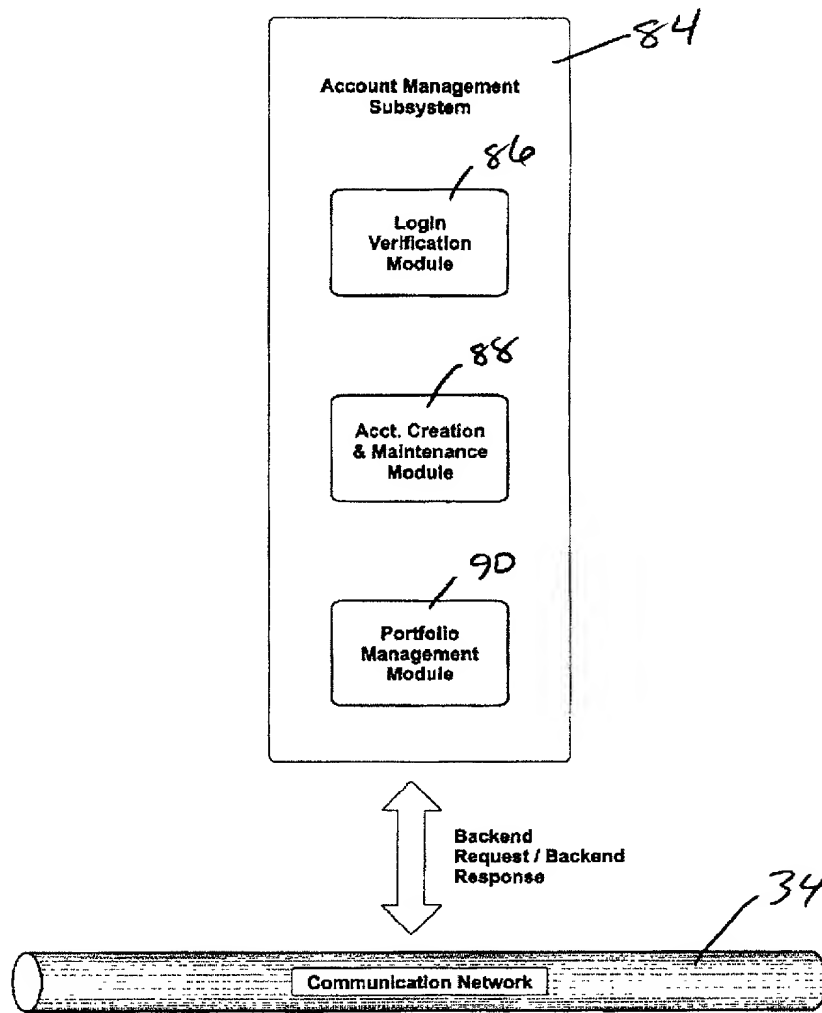 84
Account Management
Subsystem
86
Login
Verification
Module
88
Acct. Creation
& Maintenance
Module
90
Portfolio
Management
Module
Backend
Request / Backend
Response
34
Communication Network